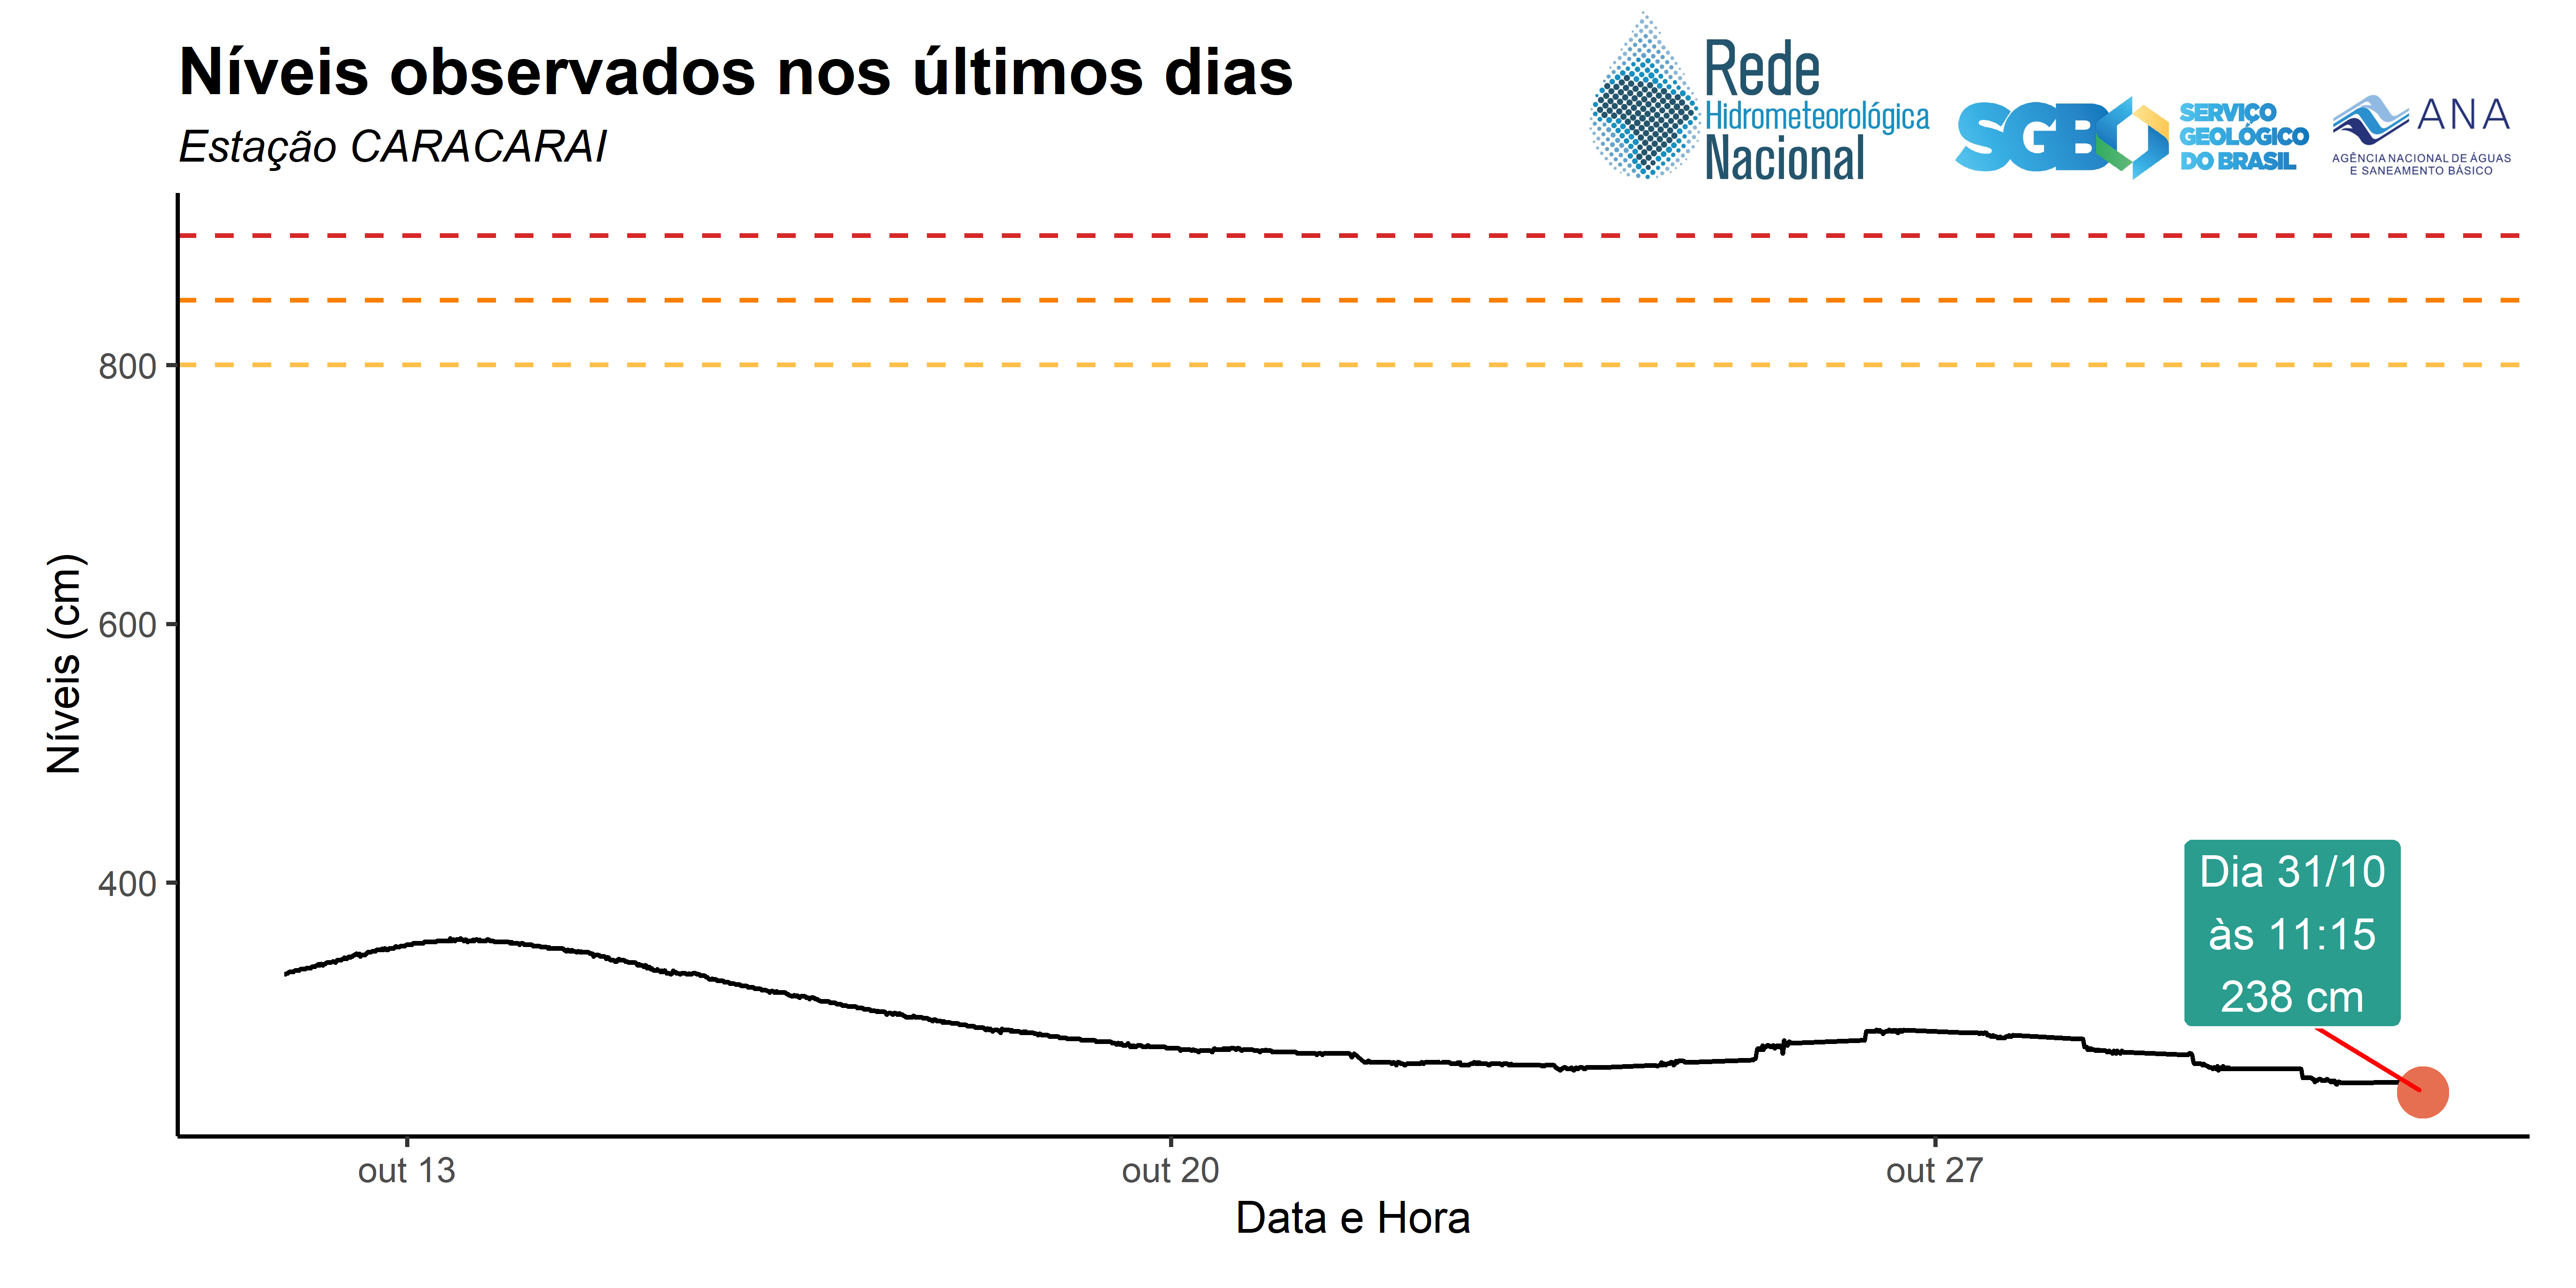 Níveis observados nos últimos dias
Estação CARACARAI
Rede
Hidrometeorológica
Nacional
SGB
SERVIÇO
GEOLÓGICO
DO BRASIL
ANA
AGÊNCIA NACIONAL DE ÁGUAS
E SANEAMENTO BÁSICO
Níveis (cm)
800
600
400
Dia 31/10
às 11:15
238 cm
out 13
out 20
out 27
Data e Hora